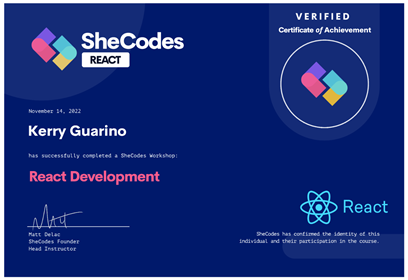 SheCodes
REACT
VERIFIED
Certificate of Achievement
November 14, 2022
Kerry Guarino
has successfully completed a SheCodes Workshop:
React Development
Matt Delac
SheCodes Founder
Head Instructor
React
SheCodes has confirmed the identity of this
individual and their participation in the course.